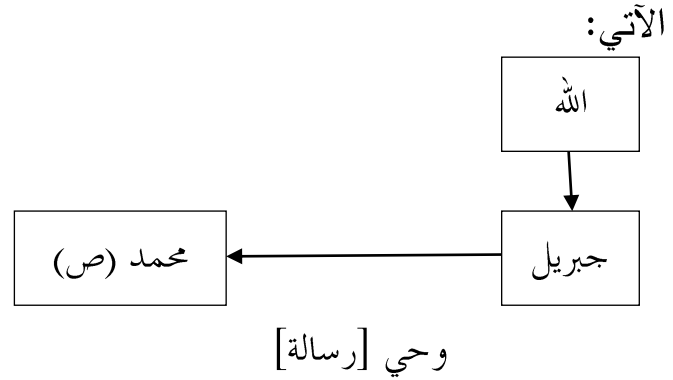 الآتي:
الله
جبريل
محمد (ص)
وحي [رسالة]